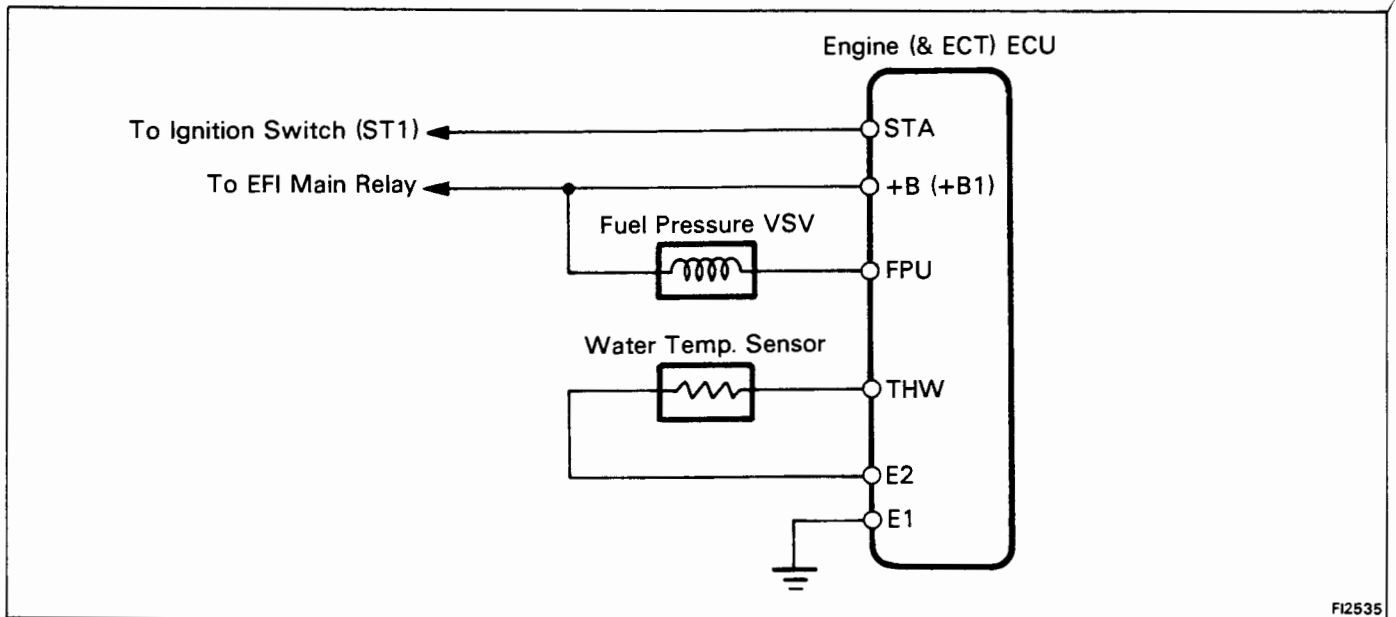 Engine (& ECT) ECU
To Ignition Switch (ST1)
STA
To EFI Main Relay
+B (+B1)
Fuel Pressure VSV
FPU
Water Temp. Sensor
THW
E2
E1
FI2535